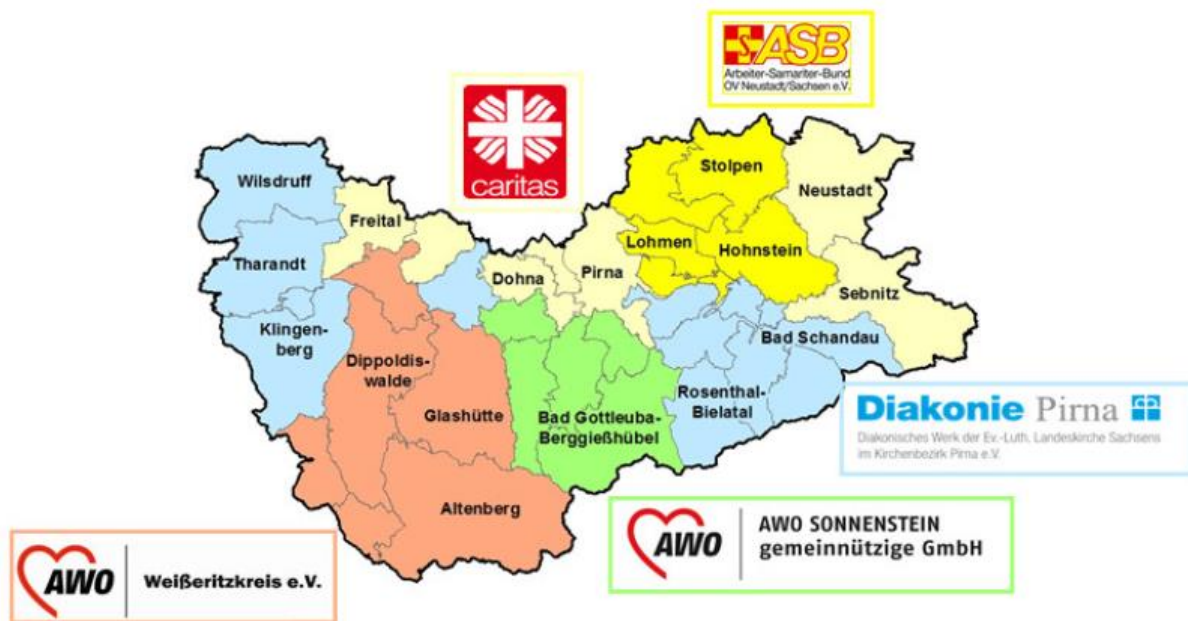 ASB
Arbeiter-Samariter-Bund
OV Neustadt/Sachsen e.V.
caritas
Wilsdruff
Stolpen
Neustadt
Freital
Lohmen
Hohnstein
Tharandt
Dohna
Pirna
Sebnitz
Klingen-
berg
Bad Schandau
Dippoldis-
walde
Rosenthal-
Bielatal
Glashütte
Bad Gottleuba-
Berggießhübel
Altenberg
Diakonie Pirna
Diakonisches Werk der Ev.-Luth. Landeskirche Sachsens
im Kirchenbezirk Pirna e.V.
AWO
Weißeritzkreis e.V.
AWO
AWO SONNENSTEIN
gemeinnützige GmbH